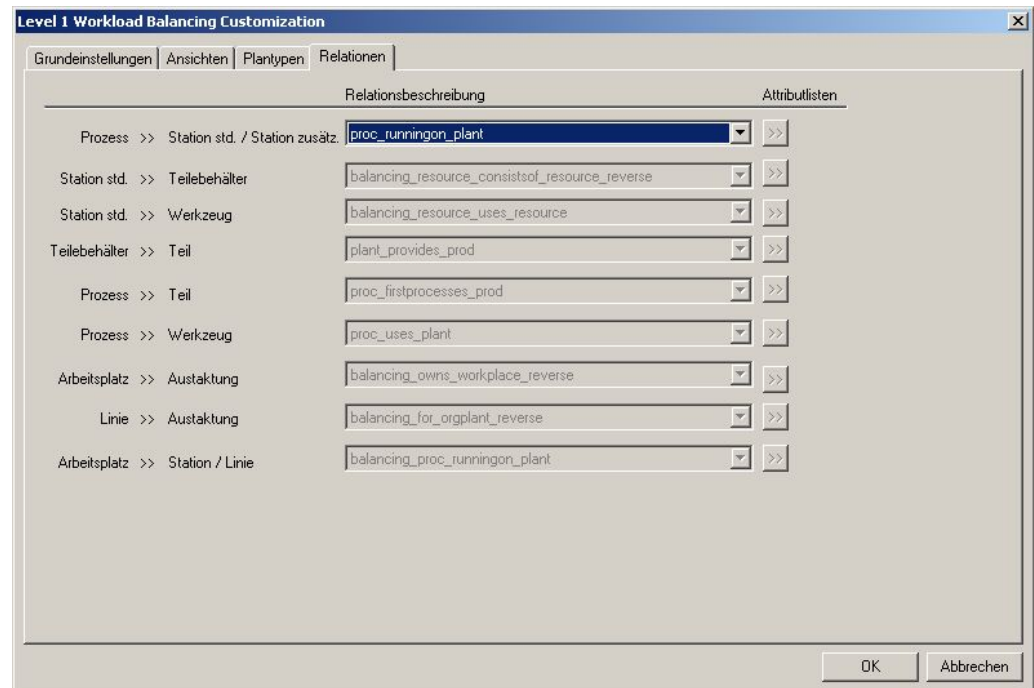 Level 1 Workload Balancing Customization
Grundeinstellungen Ansichten Plantypen Relationen
Relationsbeschreibung Attributlisten
Prozess >> Station std. / Station zusätz. proc_runningon_plant >>
Station std. >> Teilebehälter balancing_resource_consistsof_resource_reverse >>
Station std. >> Werkzeug balancing_resource_uses_resource >>
Teilebehälter >> Teil plant_provides_prod >>
Prozess >> Teil proc_firstprocesses_prod >>
Prozess >> Werkzeug proc_uses_plant >>
Arbeitsplatz >> Austaktung balancing_owns_workplace_reverse >>
Linie >> Austaktung balancing_for_orgplant_reverse >>
Arbeitsplatz >> Station / Linie balancing_proc_runningon_plant >>
OK Abbrechen